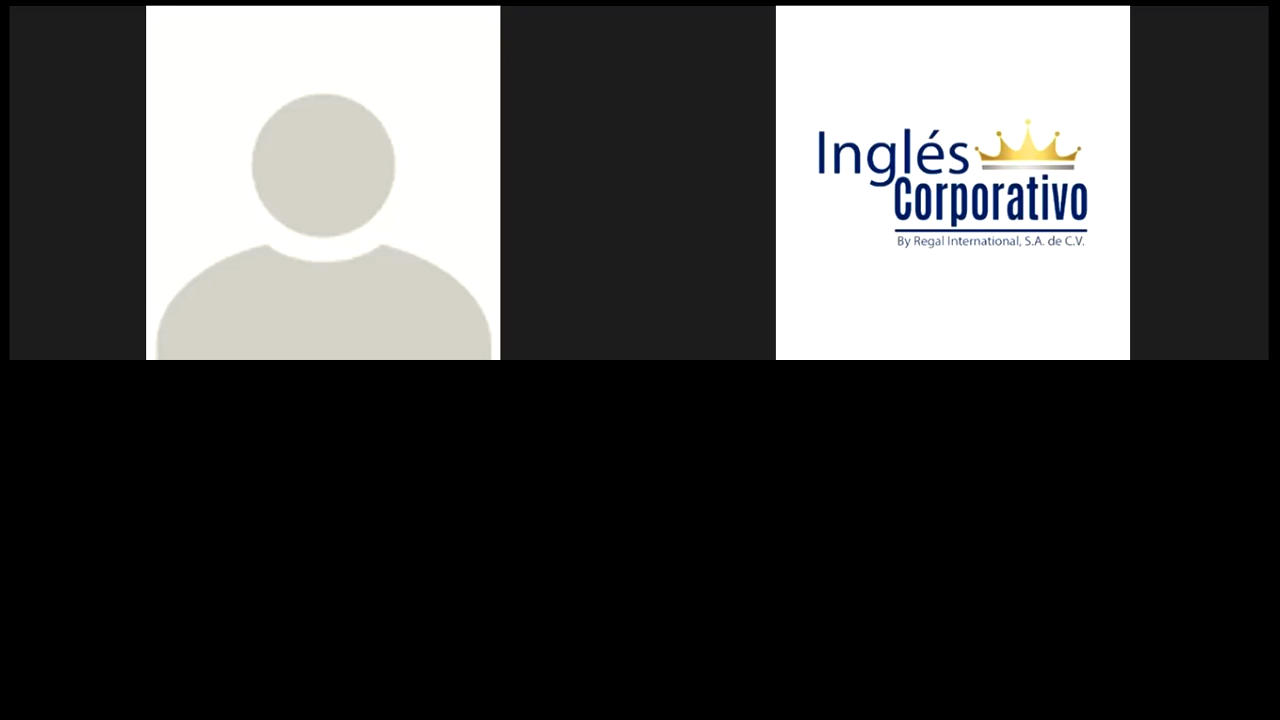 Inglés
Corporativo
By Regal International, S.A. de C.V.